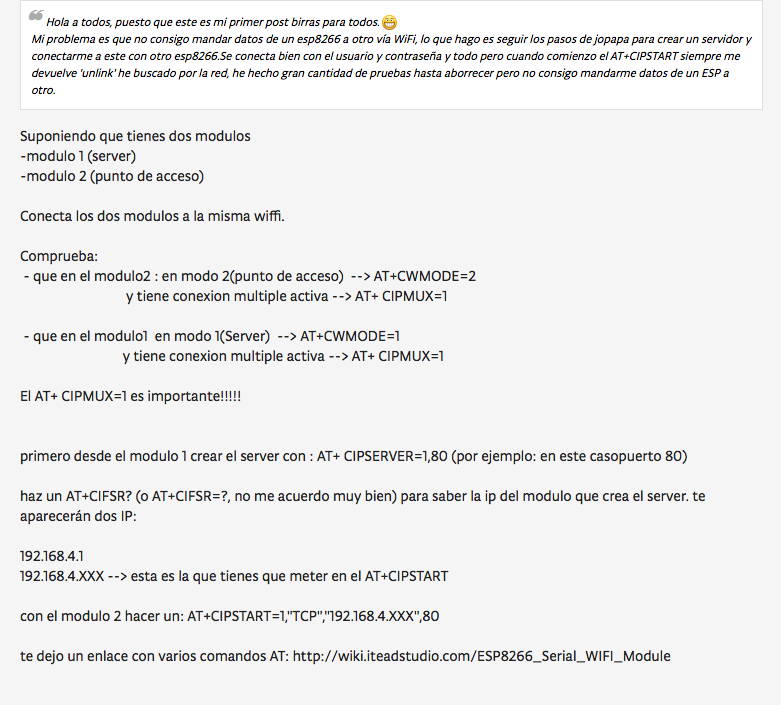 Hola a todos, puesto que este es mi primer post birras para todos.
Mi problema es que no consigo mandar datos de un esp8266 a otro vía WiFi, lo que hago es seguir los pasos de jopapa para crear un servidor y
conectarme a este con otro esp8266.Se conecta bien con el usuario y contraseña y todo pero cuando comienzo el AT+CIPSTART siempre me
devuelve 'unlink' he buscado por la red, he hecho gran cantidad de pruebas hasta aborrecer pero no consigo mandarme datos de un ESP a
otro.
Suponiendo que tienes dos modulos
-modulo 1 (server)
-modulo 2 (punto de acceso)
Conecta los dos modulos a la misma wiffi.
Comprueba:
- que en el modulo2 : en modo 2(punto de acceso) --> AT+CWMODE=2
y tiene conexion multiple activa --> AT+ CIPMUX=1
- que en el modulo1 en modo 1(Server) --> AT+CWMODE=1
y tiene conexion multiple activa --> AT+ CIPMUX=1
El AT+ CIPMUX=1 es importante!!!!!
primero desde el modulo 1 crear el server con : AT+ CIPSERVER=1,80 (por ejemplo: en este casopuerto 80)
haz un AT+CIFSR? (o AT+CIFSR=?, no me acuerdo muy bien) para saber la ip del modulo que crea el server. te
aparecerán dos IP:
192.168.4.1
192.168.4.XXX --> esta es la que tienes que meter en el AT+CIPSTART
con el modulo 2 hacer un: AT+CIPSTART=1,"TCP","192.168.4.XXX",80
te dejo un enlace con varios comandos AT: http://wiki.iteadstudio.com/ESP8266_Serial_WIFI_Module